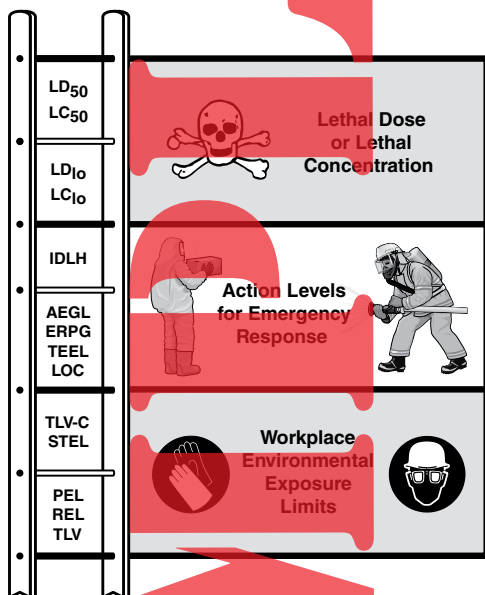 LD50
LC50
Lethal Dose
or Lethal
Concentration
LDlo
LClo
IDLH
AEGL
ERPG
TEEL
LOC
Action Levels
for Emergency
Response
TLV-C
STEL
Workplace
Environmental
Exposure
Limits
PEL
REL
TLV